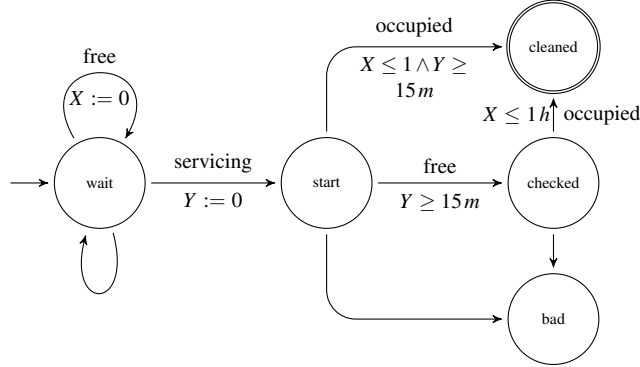 free
X := 0
wait
servicing
Y := 0
start
occupied
X ≤ 1 ∧ Y ≥
15 m
cleaned
X ≤ 1 h
occupied
free
Y ≥ 15 m
checked
bad